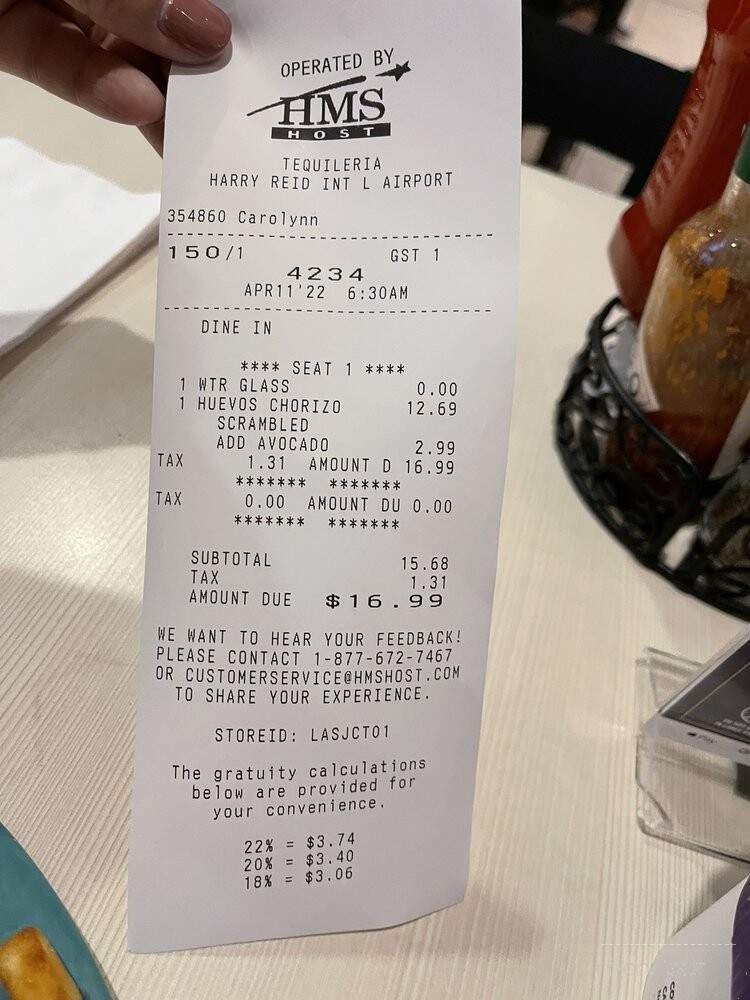 OPERATED BY
HMS
HOST
TEQUILERIA
HARRY REID INT L AIRPORT
354860 Carolynn
150/1 GST 1
4234
APR11'22 6:30AM
DINE IN
**** SEAT 1 ****
1 WTR GLASS 0.00
1 HUEVOS CHORIZO 12.69
SCRAMBLED
ADD AVOCADO 2.99
TAX 1.31 AMOUNT D 16.99
******* *******
TAX 0.00 AMOUNT DU 0.00
******* *******
SUBTOTAL 15.68
TAX 1.31
AMOUNT DUE $16.99
WE WANT TO HEAR YOUR FEEDBACK!
PLEASE CONTACT 1-877-672-7467
OR CUSTOMERSERVICE@HMSHOST.COM
TO SHARE YOUR EXPERIENCE.
STOREID: LASJCT01
The gratuity calculations
below are provided for
your convenience.
22% = $3.74
20% = $3.40
18% = $3.06
HEINZ